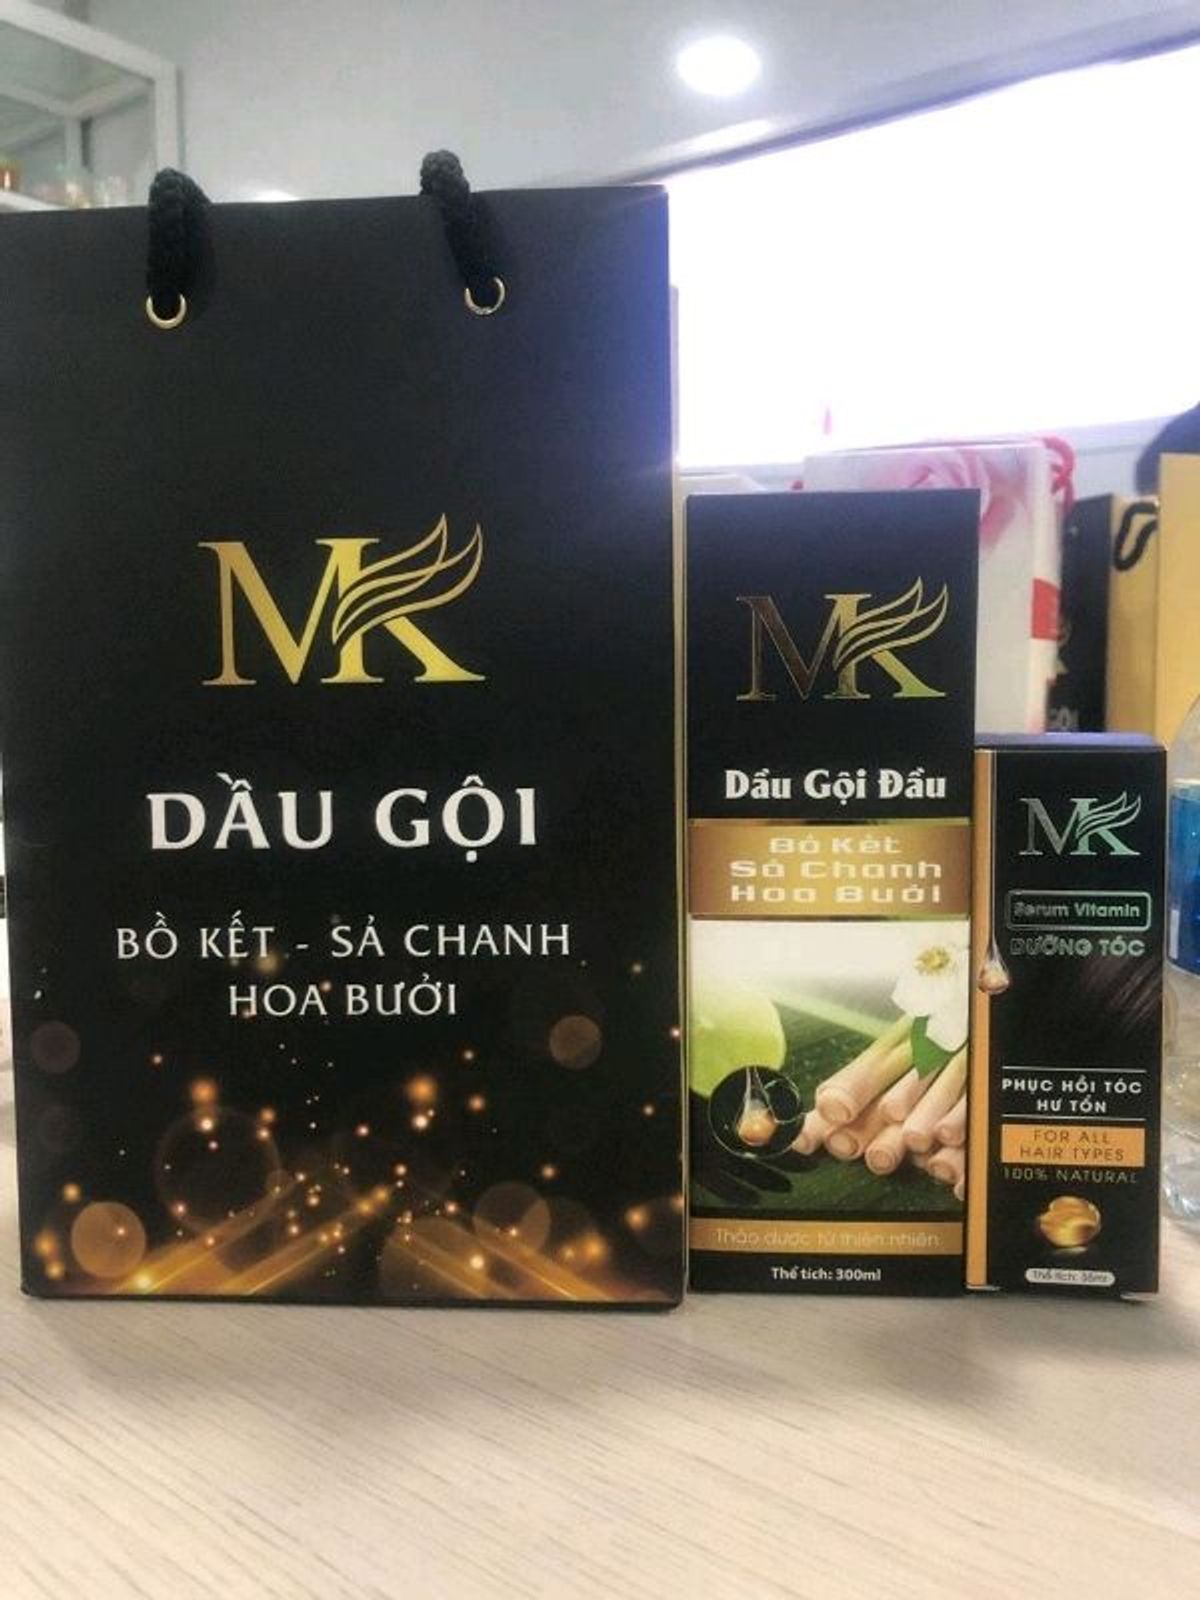 MK
DẦU GỘI
BỒ KẾT - SẢ CHANH
HOA BƯỞI
MK
Dầu Gội Đầu
Bồ Kết
Sả Chanh
Hoa Bưởi
Thảo dược từ thiên nhiên
Thể tích: 300ml
MK
Serum Vitamin
DƯỠNG TÓC
PHỤC HỒI TÓC
HƯ TỔN
FOR ALL
HAIR TYPES
100% NATURAL
Thể tích: